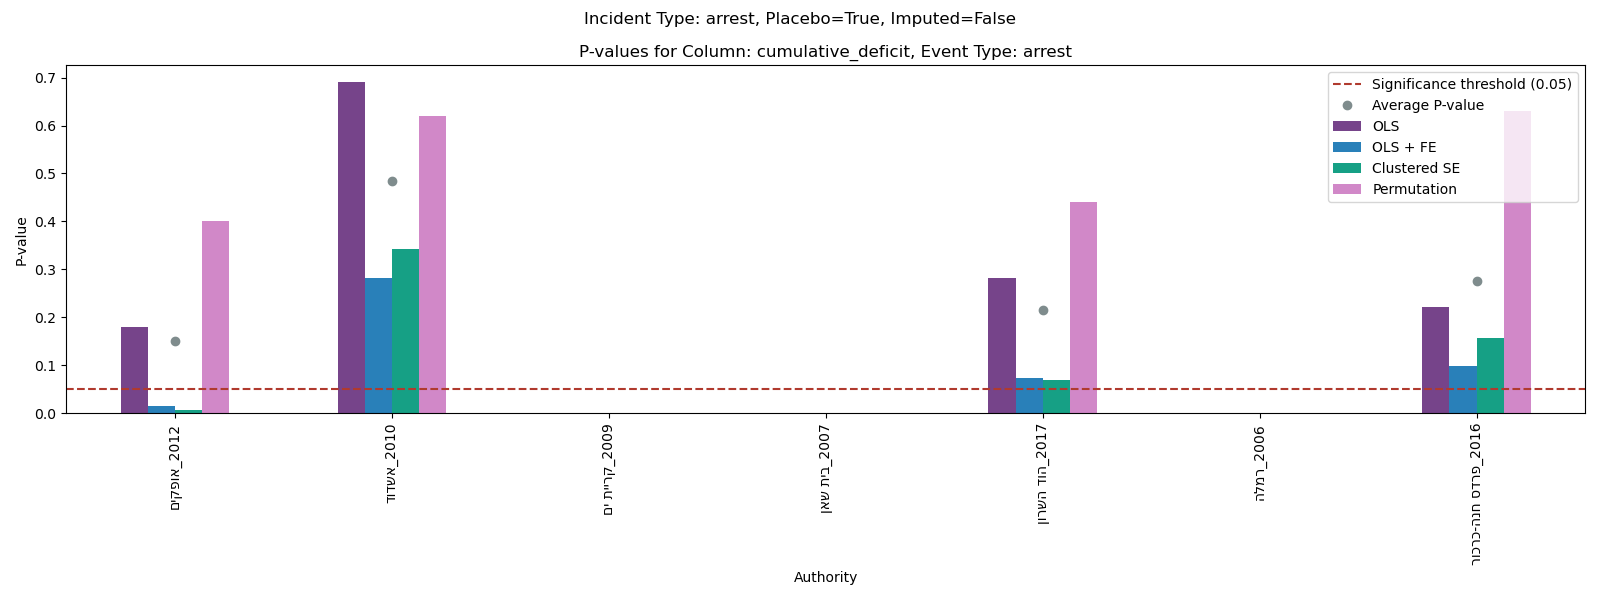 Incident Type: arrest, Placebo=True, Imputed=False
P-values for Column: cumulative_deficit, Event Type: arrest
P-value
0.7
0.6
0.5
0.4
0.3
0.2
0.1
0.0
Significance threshold (0.05)
Average P-value
OLS
OLS + FE
Clustered SE
Permutation
אופקים_2012
אשדוד_2010
קריית ים_2009
בית שאן_2007
הוד השרון_2017
רמלה_2006
פרדס חנה-כרכור_2016
Authority